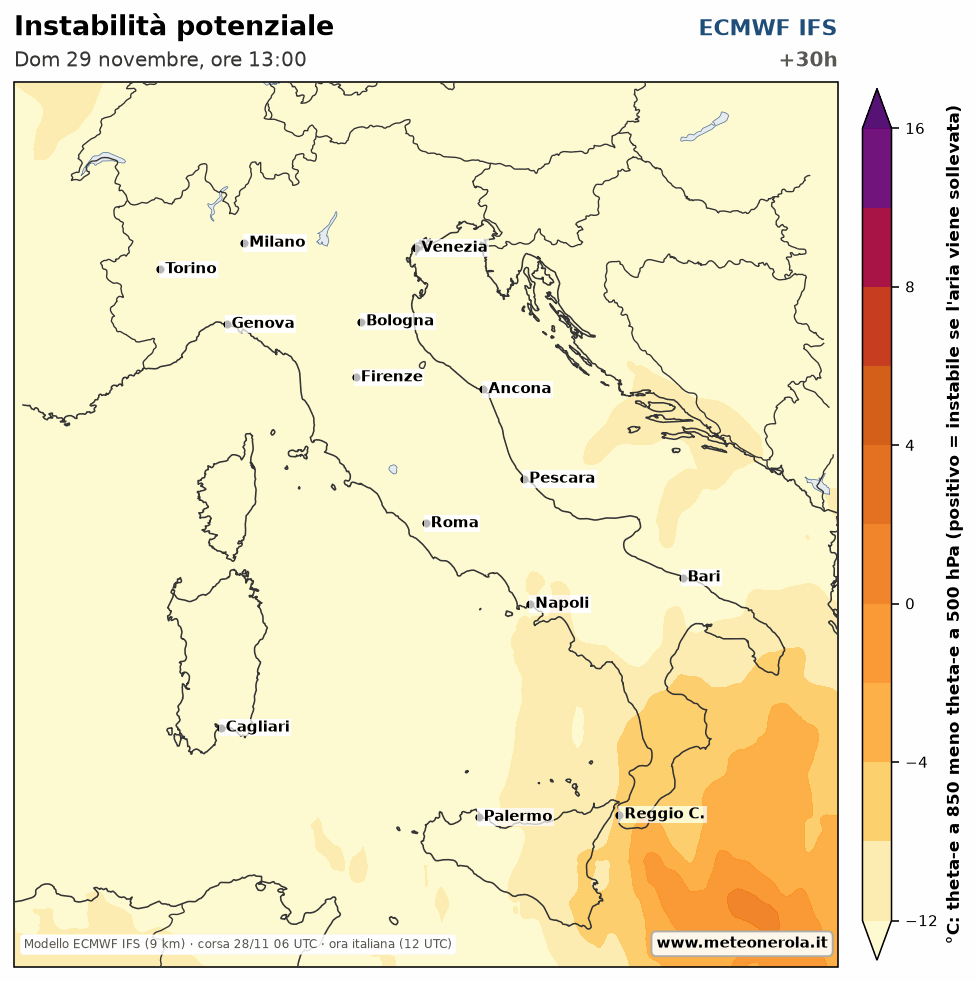 Instabilità potenziale
ECMWF IFS
Dom 29 novembre, ore 13:00
+30h
Milano
Venezia
Torino
Genova
Bologna
Firenze
Ancona
Pescara
Roma
Bari
Napoli
Cagliari
Palermo
Reggio C.
16
8
4
0
−4
−12
°C: theta-e a 850 meno theta-e a 500 hPa (positivo = instabile se l'aria viene sollevata)
Modello ECMWF IFS (9 km) · corsa 28/11 06 UTC · ora italiana (12 UTC)
www.meteonerola.it